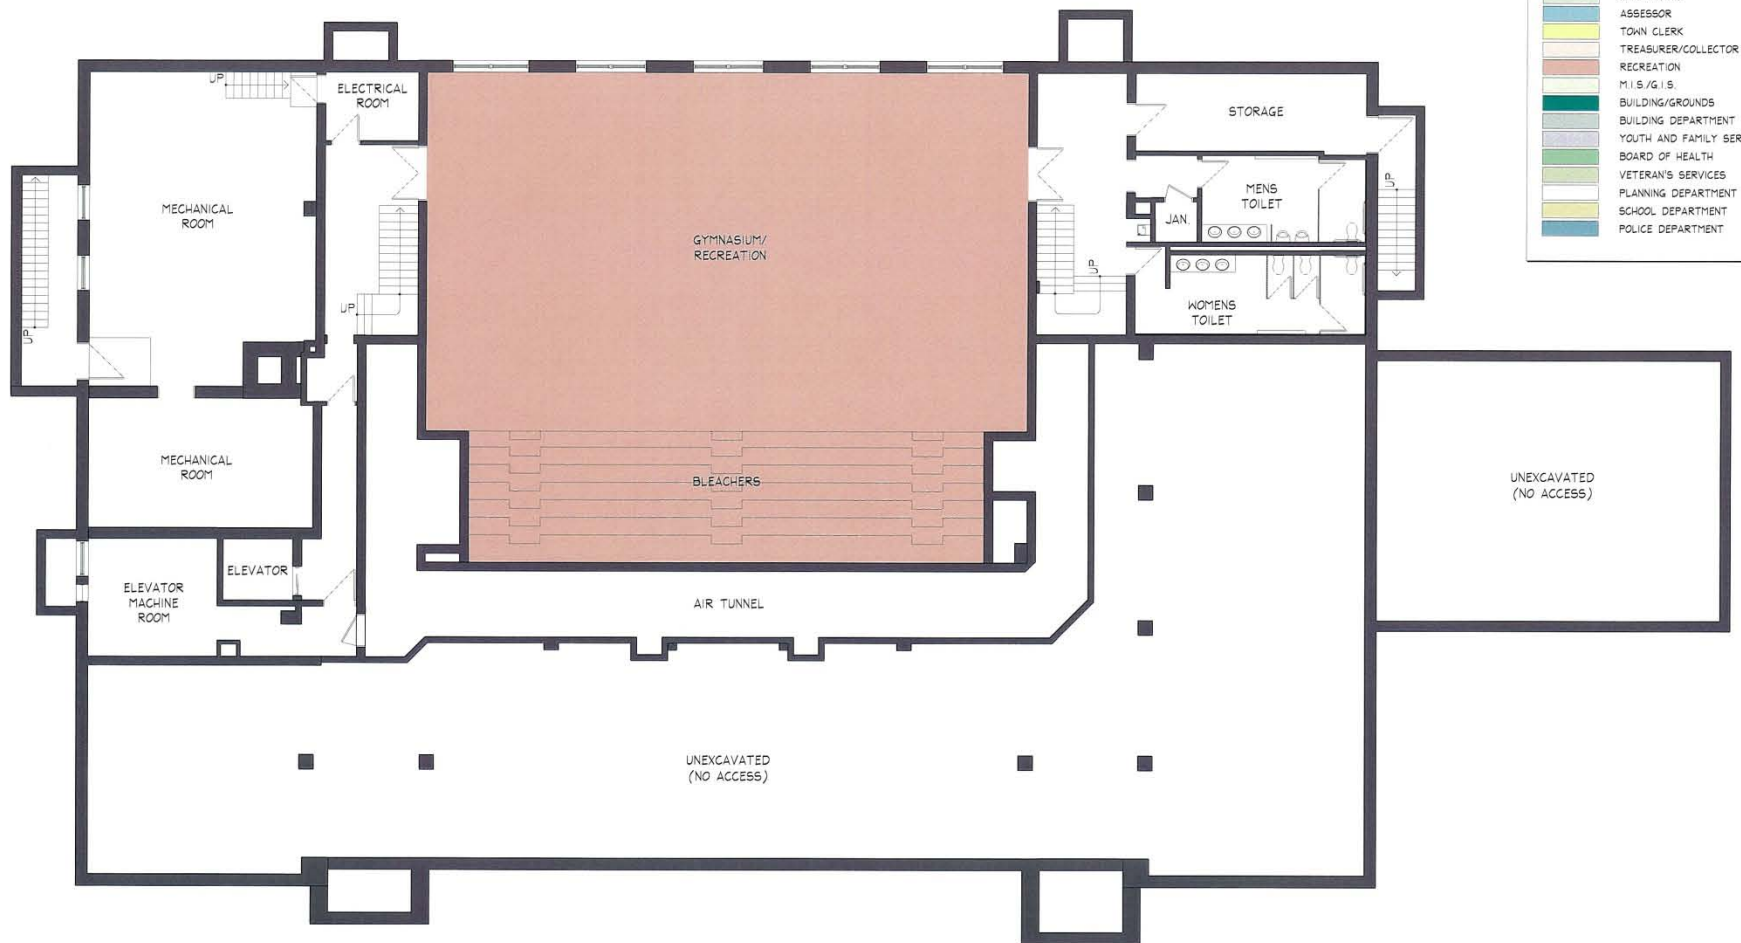 ASSESSOR
TOWN CLERK
TREASURER/COLLECTOR
RECREATION
M.I.S./G.I.S.
BUILDING/GROUNDS
BUILDING DEPARTMENT
YOUTH AND FAMILY SER
BOARD OF HEALTH
VETERAN'S SERVICES
PLANNING DEPARTMENT
SCHOOL DEPARTMENT
POLICE DEPARTMENT
UP
ELECTRICAL
ROOM
STORAGE
MECHANICAL
ROOM
UP
MENS
TOILET
JAN.
GYMNASIUM/
RECREATION
UP
UP
WOMENS
TOILET
UP
MECHANICAL
ROOM
BLEACHERS
UNEXCAVATED
(NO ACCESS)
ELEVATOR
ELEVATOR
MACHINE
ROOM
AIR TUNNEL
UNEXCAVATED
(NO ACCESS)